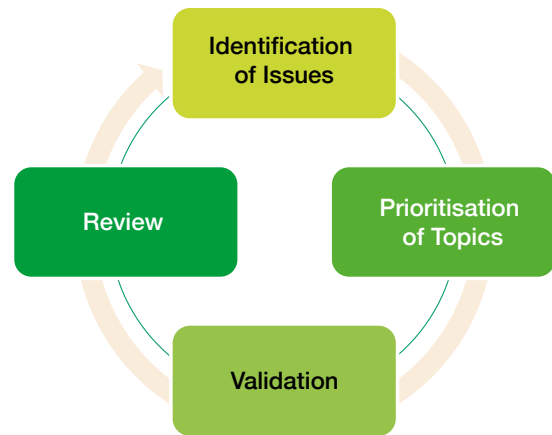 Identification
of Issues
Prioritisation
of Topics
Validation
Review